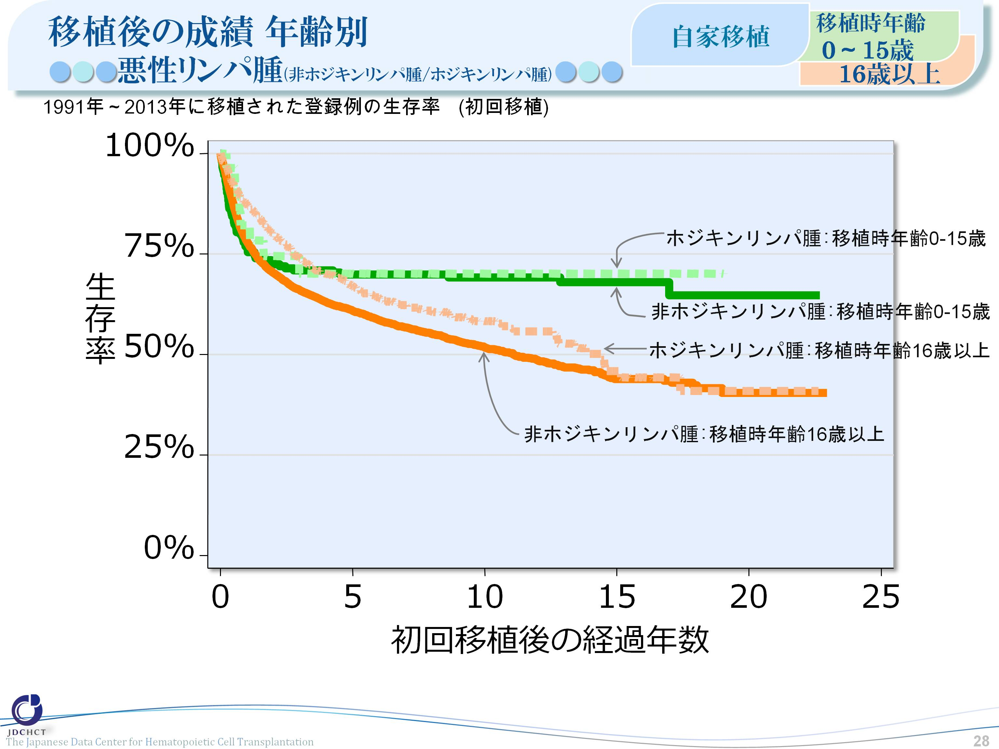 移植後の成績 年齢別
悪性リンパ腫(非ホジキンリンパ腫/ホジキンリンパ腫)
自家移植
移植時年齢
0～15歳
16歳以上
1991年～2013年に移植された登録例の生存率　(初回移植)
100%
75%
50%
25%
0%
生存率
ホジキンリンパ腫：移植時年齢0-15歳
非ホジキンリンパ腫：移植時年齢0-15歳
ホジキンリンパ腫：移植時年齢16歳以上
非ホジキンリンパ腫：移植時年齢16歳以上
0 5 10 15 20 25
初回移植後の経過年数
JDCHCT
The Japanese Data Center for Hematopoietic Cell Transplantation
28